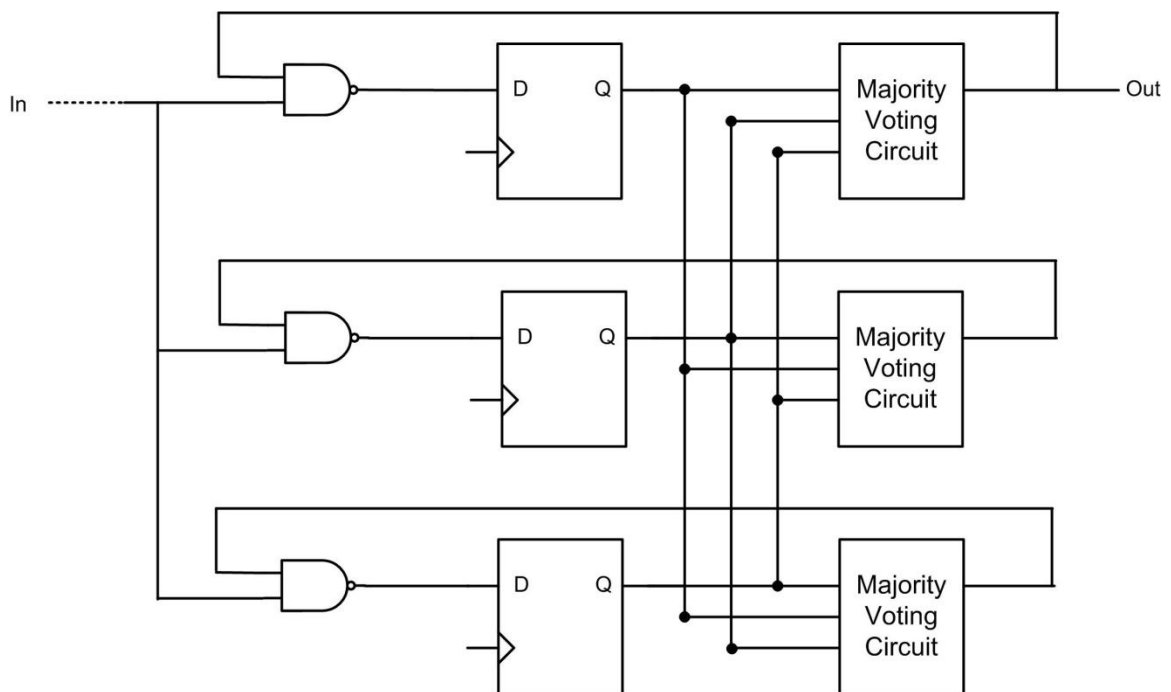 In
D Q
Majority
Voting
Circuit
Out
D Q
Majority
Voting
Circuit
D Q
Majority
Voting
Circuit